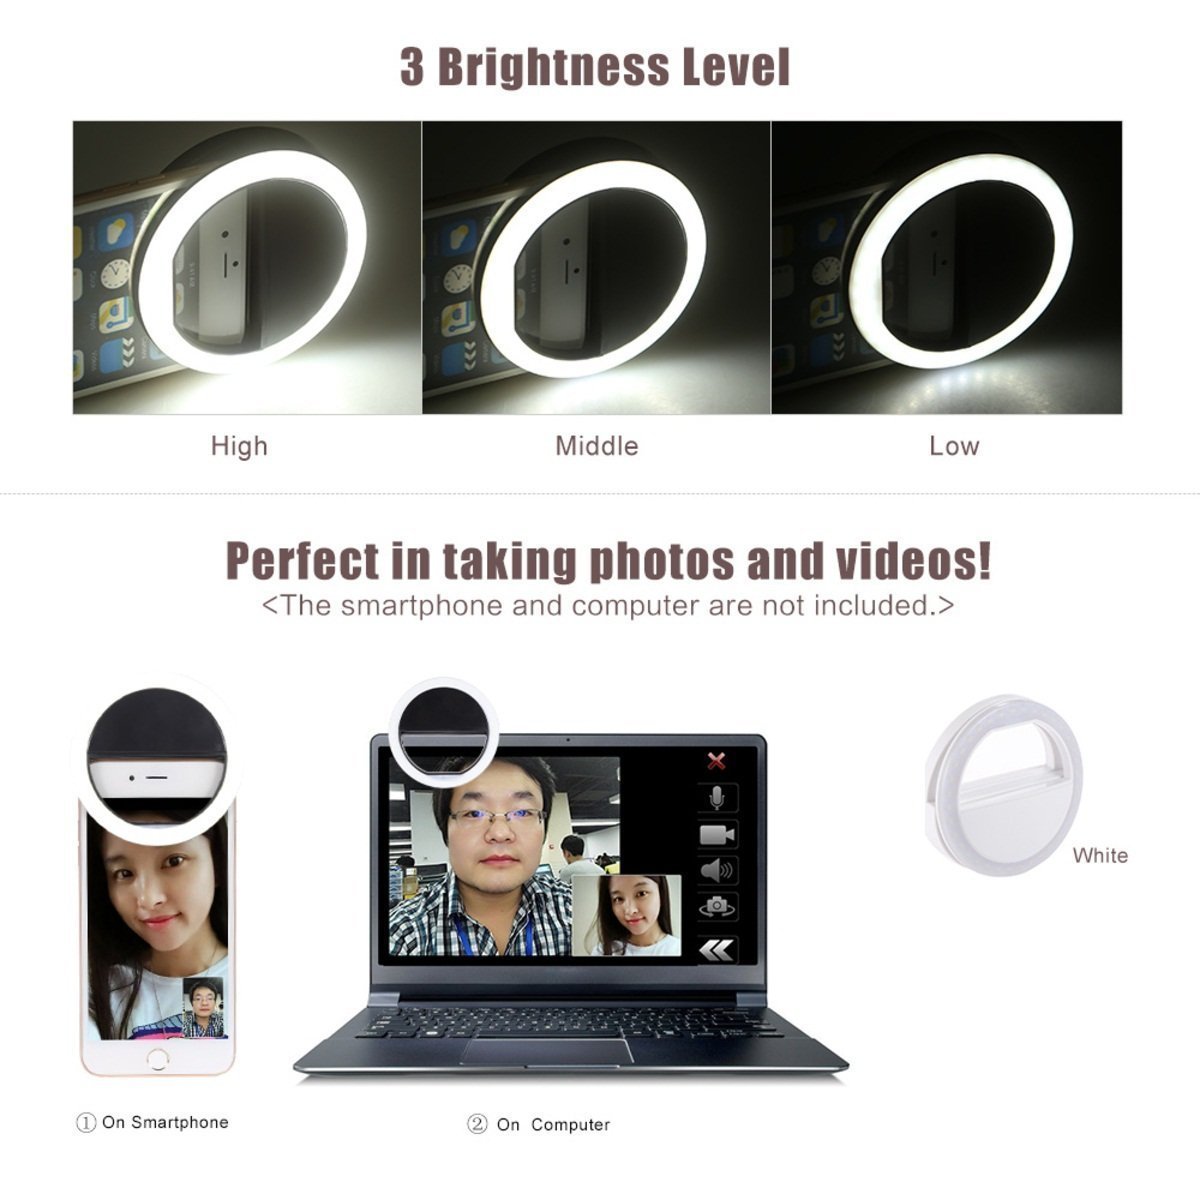 3 Brightness Level
High
Middle
Low
Perfect in taking photos and videos!
<The smartphone and computer are not included.>
White
① On Smartphone
② On Computer